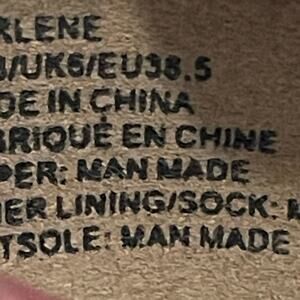 RLENE
/UK6/EU38.5
DE IN CHINA
BRIQUÉ EN CHINE
PER: MAN MADE
ER LINING/SOCK: M
TSOLE: MAN MADE